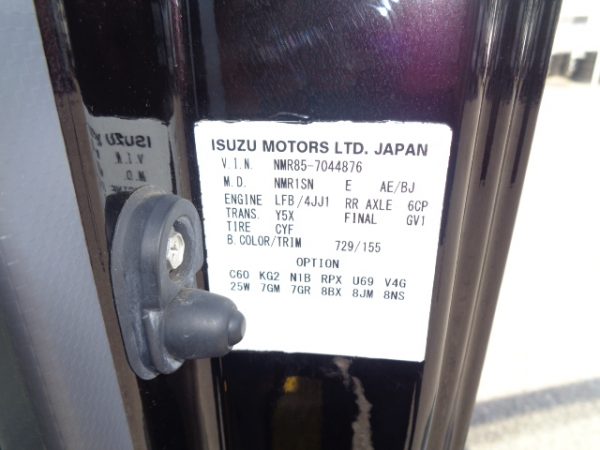 ISUZU MOTORS LTD. JAPAN
V.I.N. NMR85-7044876
M.D. NMR1SN E AE/BJ
ENGINE LFB/4JJ1 RR AXLE 6CP
TRANS. Y5X FINAL GV1
TIRE CYF
B.COLOR/TRIM 729/155
OPTION
C60 KG2 N1B RPX U69 V4G
25W 7GM 7GR 8BX 8JM 8NS
ISUZU
V.I.N.
M.D.